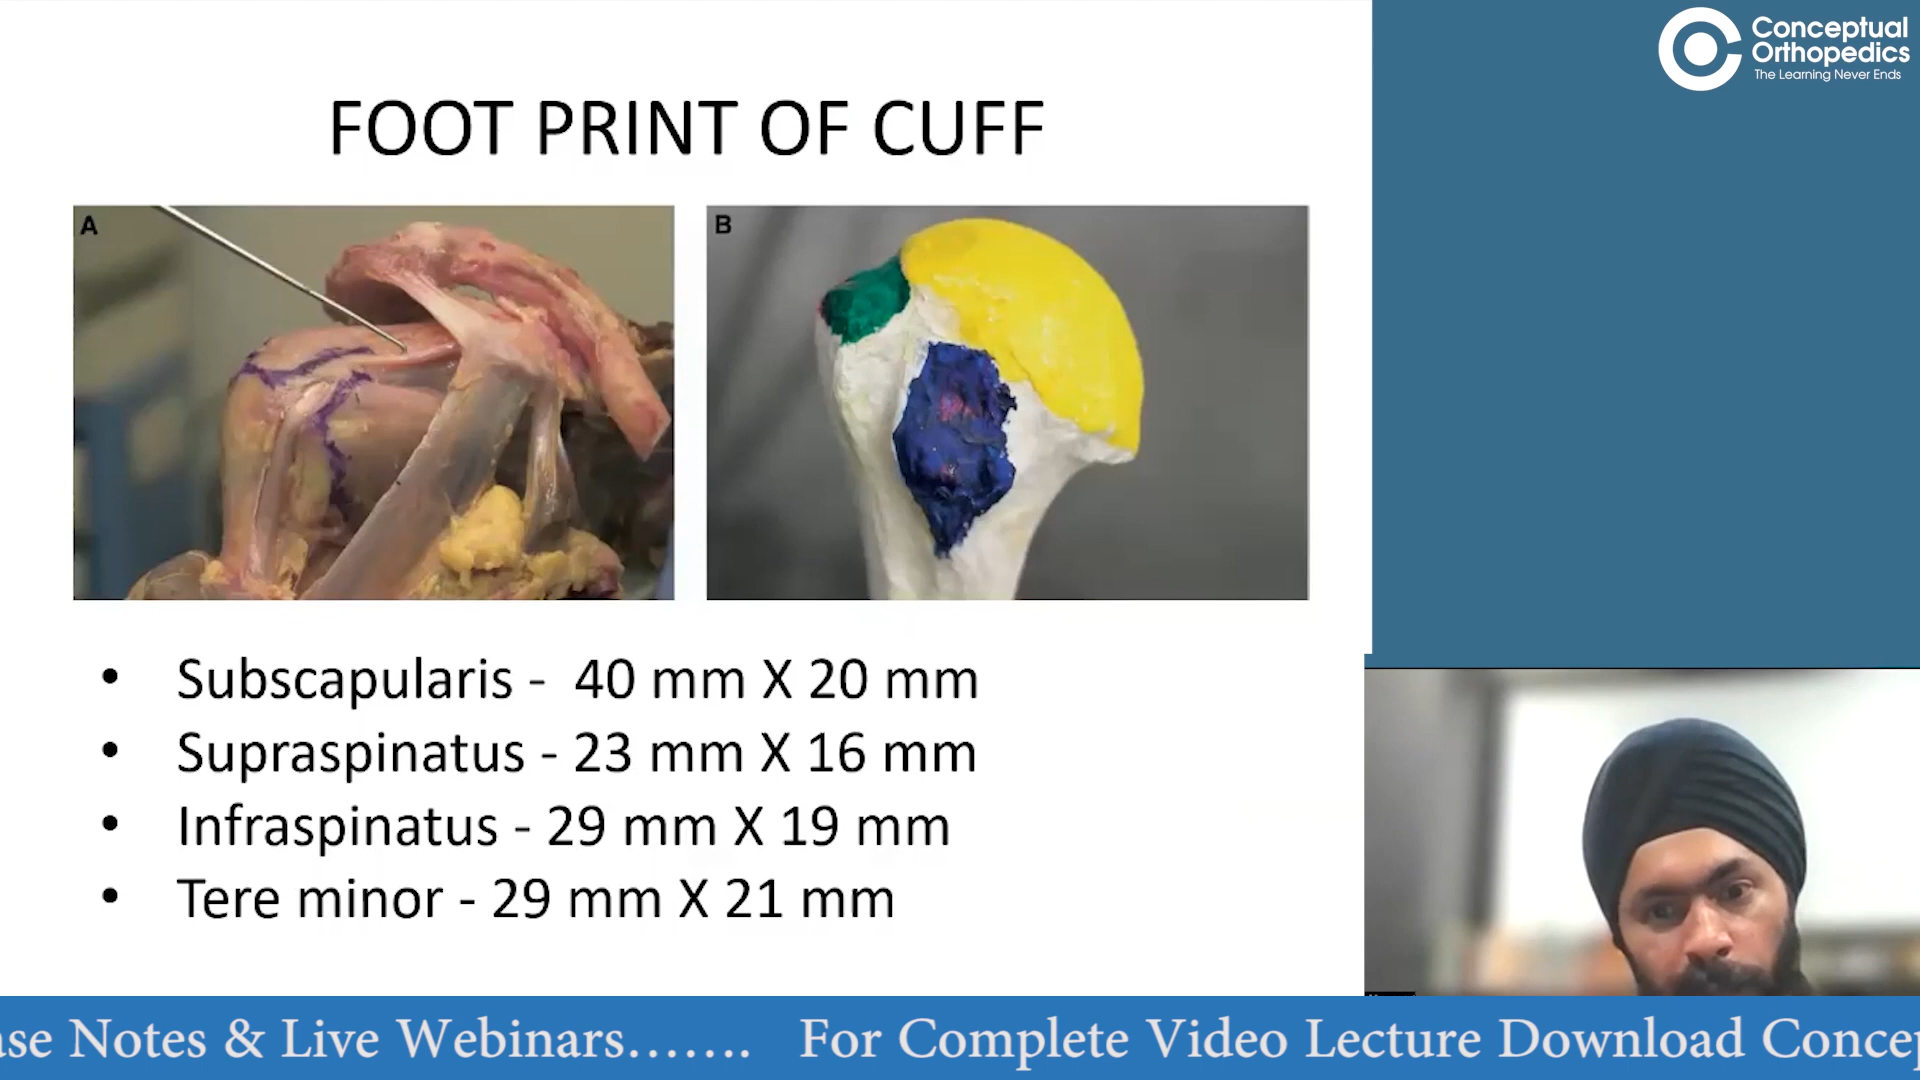 Conceptual
Orthopedics
The Learning Never Ends
FOOT PRINT OF CUFF
A
B
• Subscapularis - 40 mm X 20 mm
• Supraspinatus - 23 mm X 16 mm
• Infraspinatus - 29 mm X 19 mm
• Tere minor - 29 mm X 21 mm
ase Notes & Live Webinars....... For Complete Video Lecture Download Concep